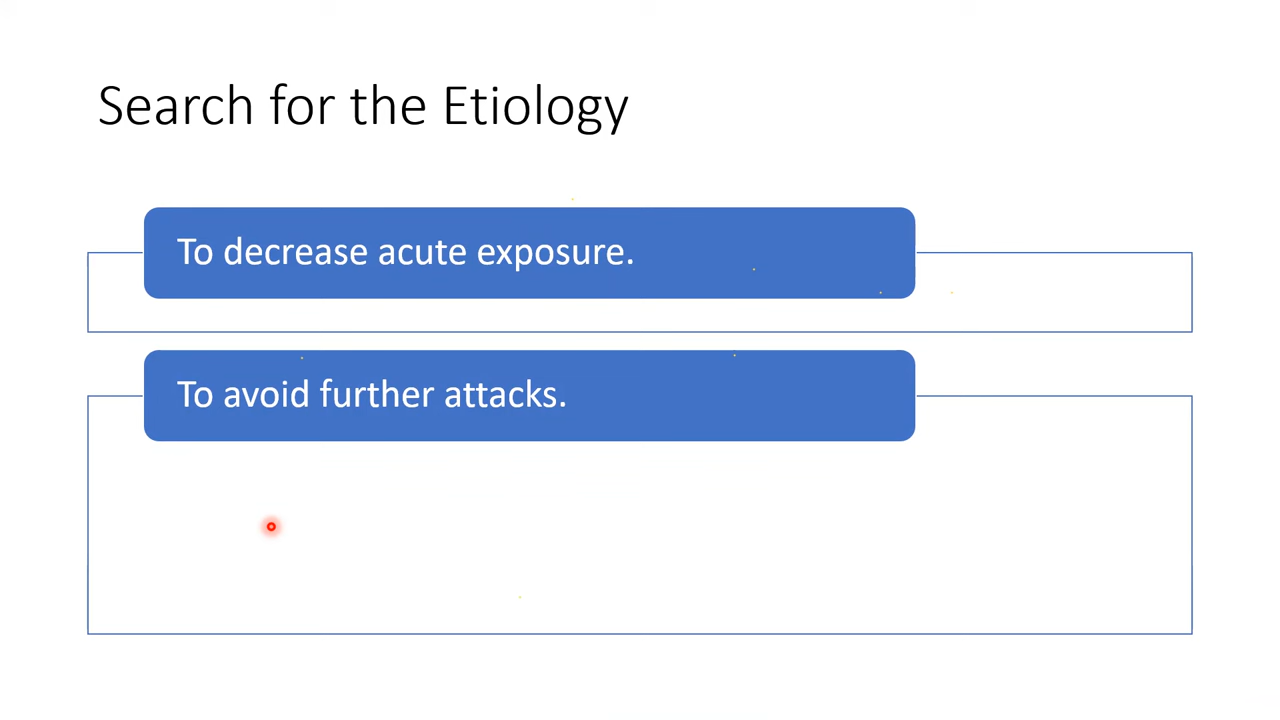 Search for the Etiology
To decrease acute exposure.
To avoid further attacks.